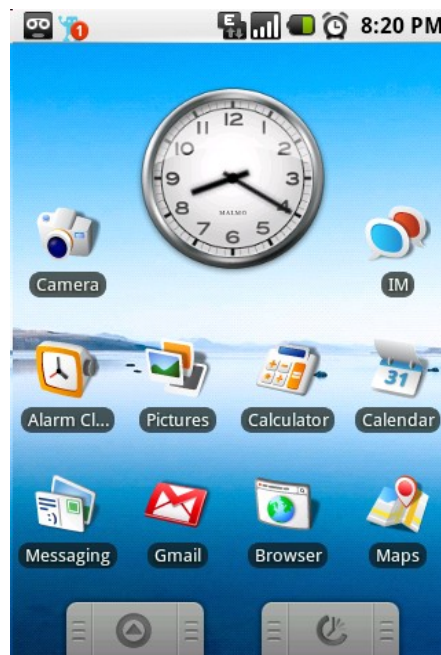 1
E
8:20 PM
12
11
1
10
2
9
3
MALMO
8
4
7
5
6
Camera
IM
31
Alarm Cl...
Pictures
Calculator
Calendar
Messaging
Gmail
Browser
Maps